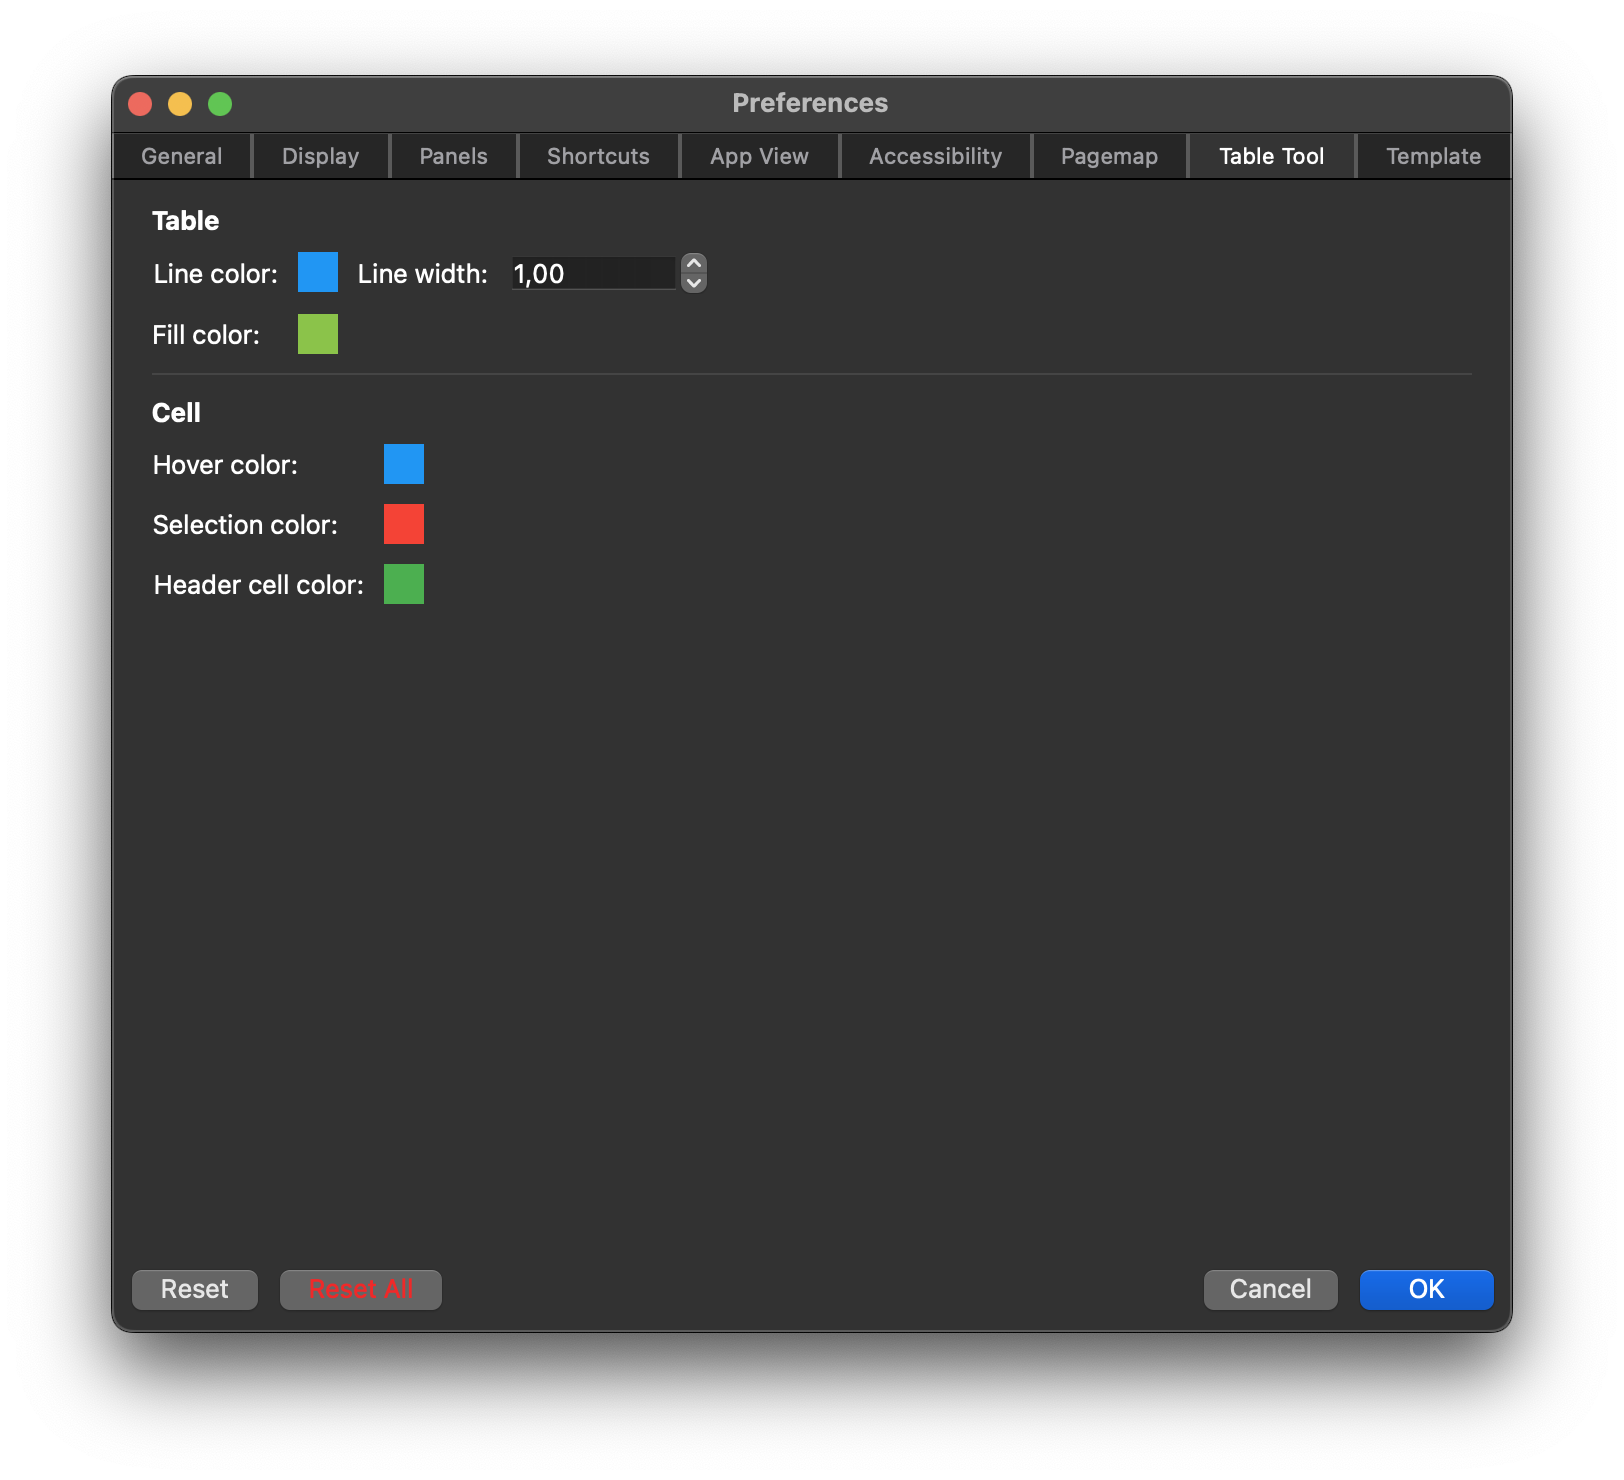 Preferences
General Display Panels Shortcuts App View Accessibility Pagemap Table Tool Template
Table
Line color: Line width: 1,00
Fill color:
Cell
Hover color:
Selection color:
Header cell color:
Reset Reset All Cancel OK